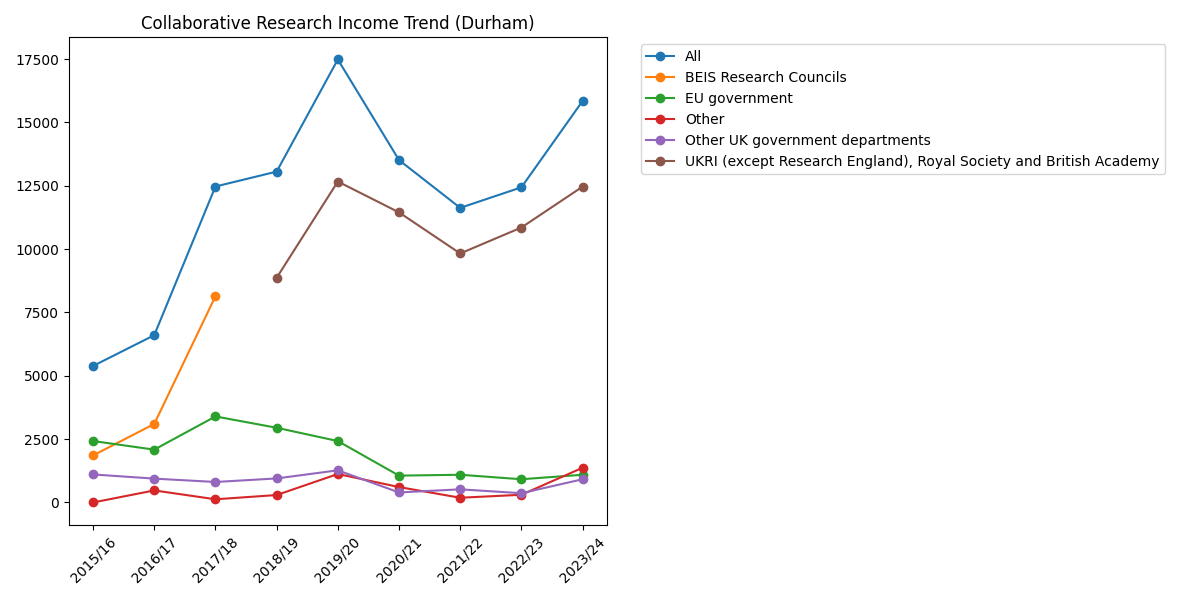 Collaborative Research Income Trend (Durham)
17500
15000
12500
10000
7500
5000
2500
0
2015/16
2016/17
2017/18
2018/19
2019/20
2020/21
2021/22
2022/23
2023/24
All
BEIS Research Councils
EU government
Other
Other UK government departments
UKRI (except Research England), Royal Society and British Academy